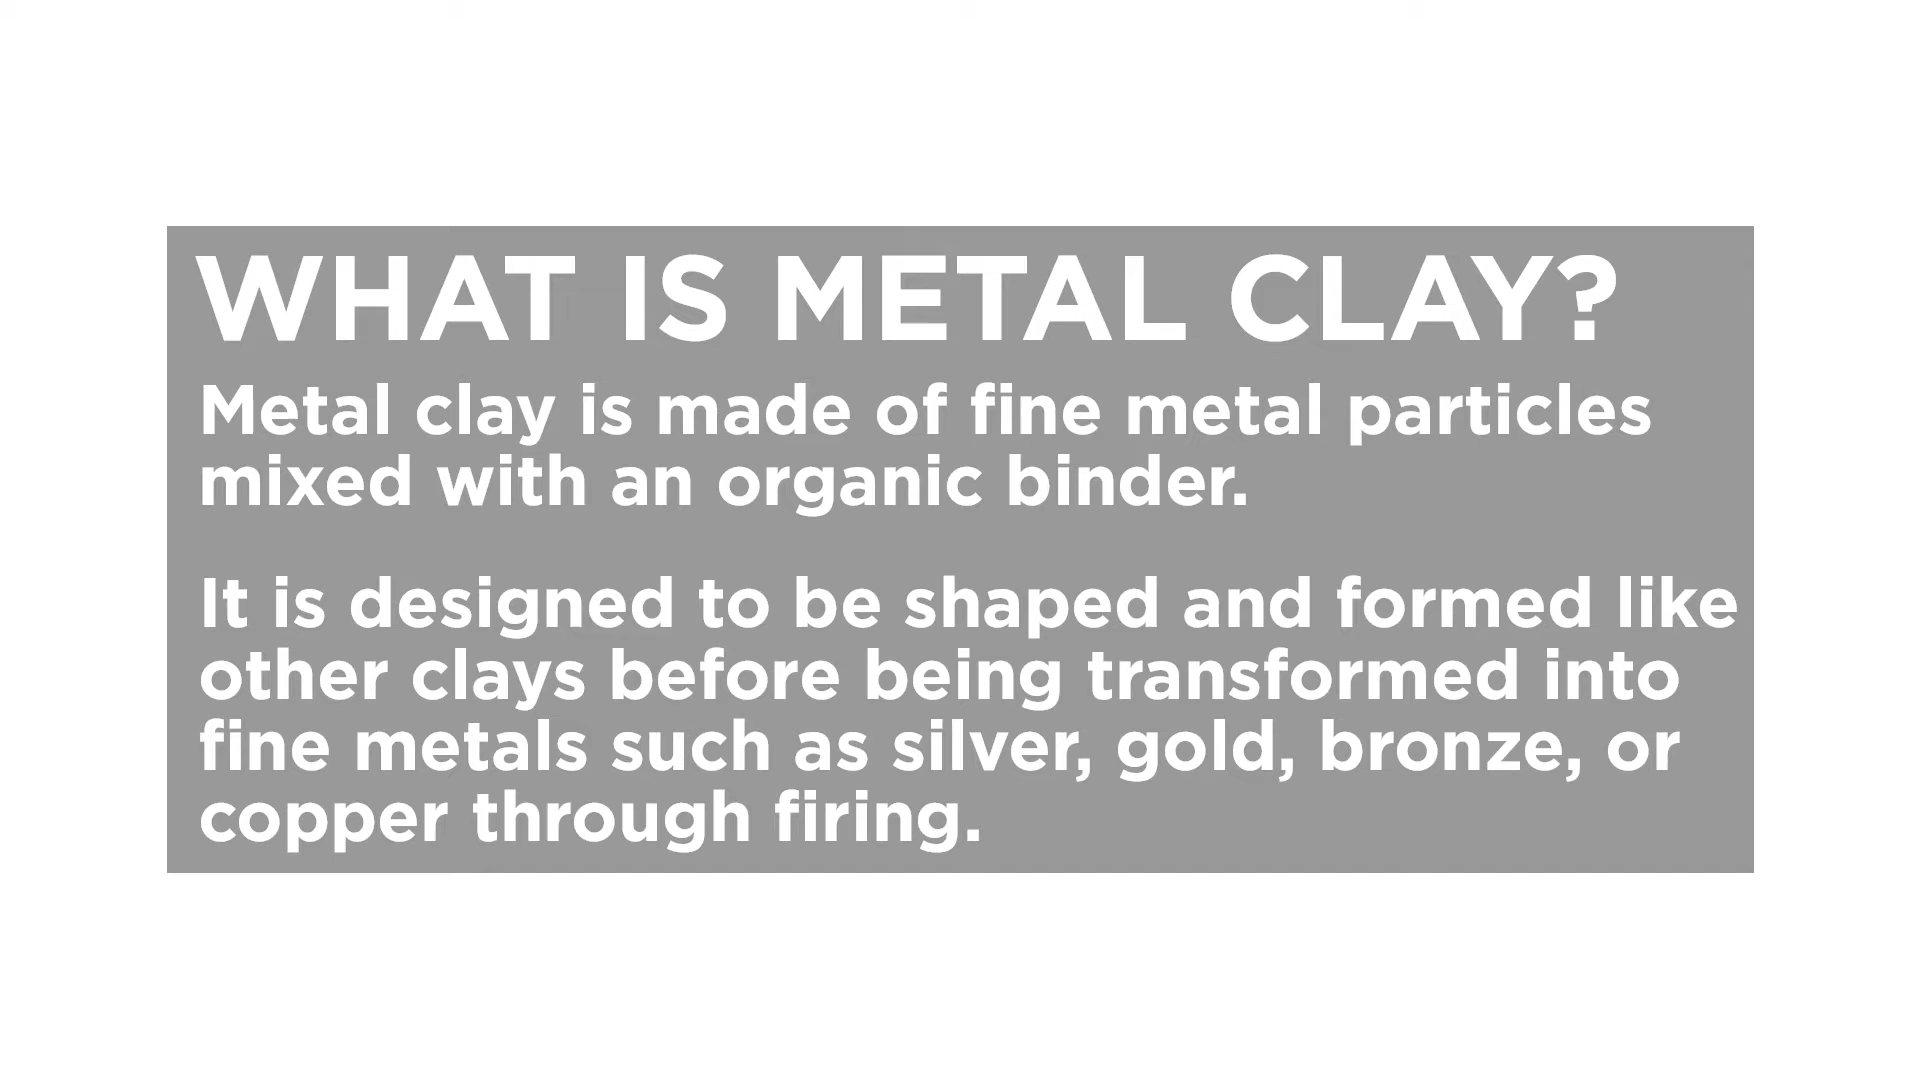 WHAT IS METAL CLAY?
Metal clay is made of fine metal particles
mixed with an organic binder.
It is designed to be shaped and formed like
other clays before being transformed into
fine metals such as silver, gold, bronze, or
copper through firing.